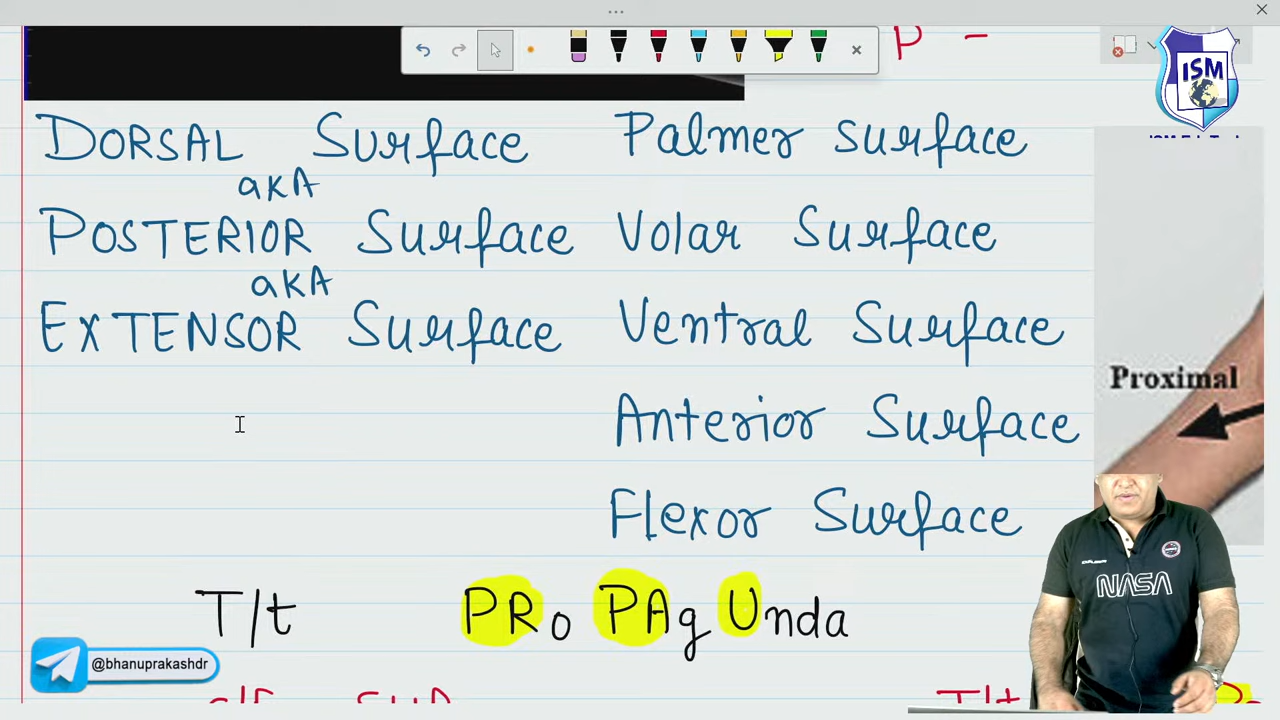 P -
ISM
DORSAL Surface
aKA
POSTERIOR Surface
aKA
EXTENSOR Surface
Palmer surface
Volar Surface
Ventral Surface
Anterior Surface
Flexor Surface
Proximal
NASA
T/t PRo PAg Unda
@bhanuprakashdr